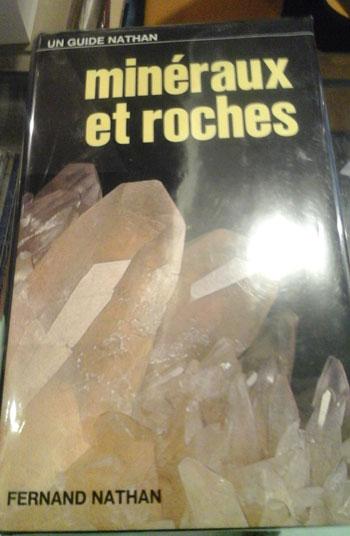 UN GUIDE NATHAN
minéraux
et roches
FERNAND NATHAN